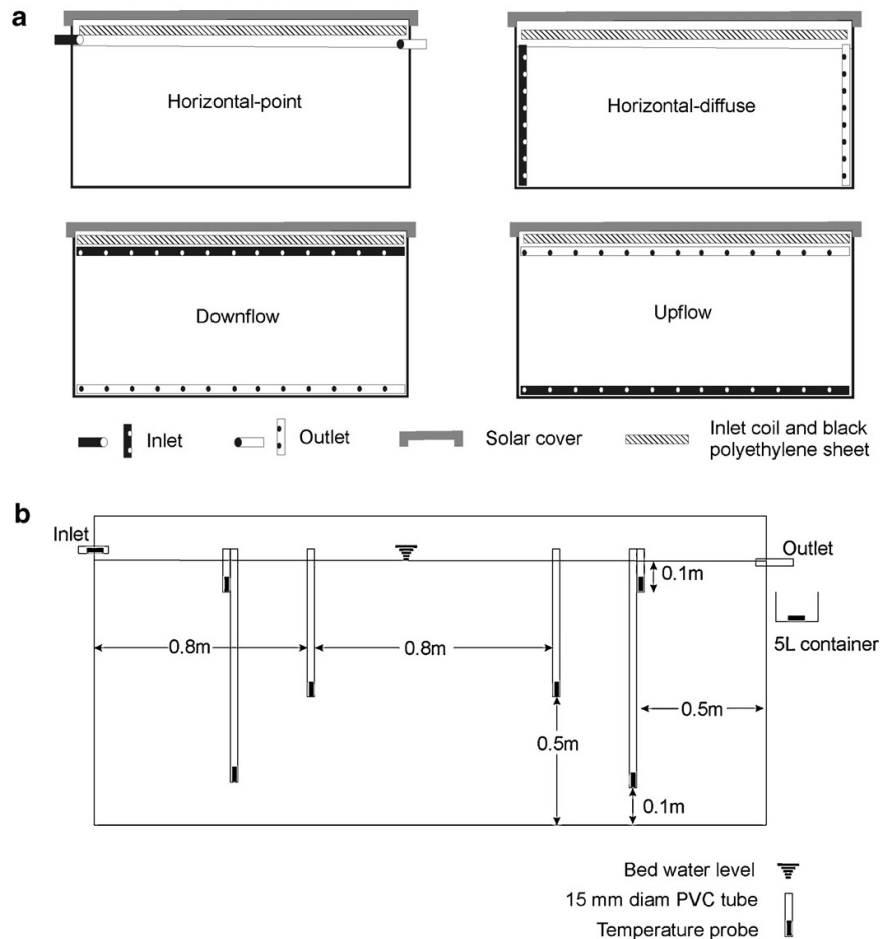 a
Horizontal-point
Horizontal-diffuse
Downflow
Upflow
Inlet
Outlet
Solar cover
Inlet coil and black
polyethylene sheet
b
Inlet
Outlet
0.1m
5L container
0.8m
0.8m
0.5m
0.5m
0.1m
Bed water level
15 mm diam PVC tube
Temperature probe